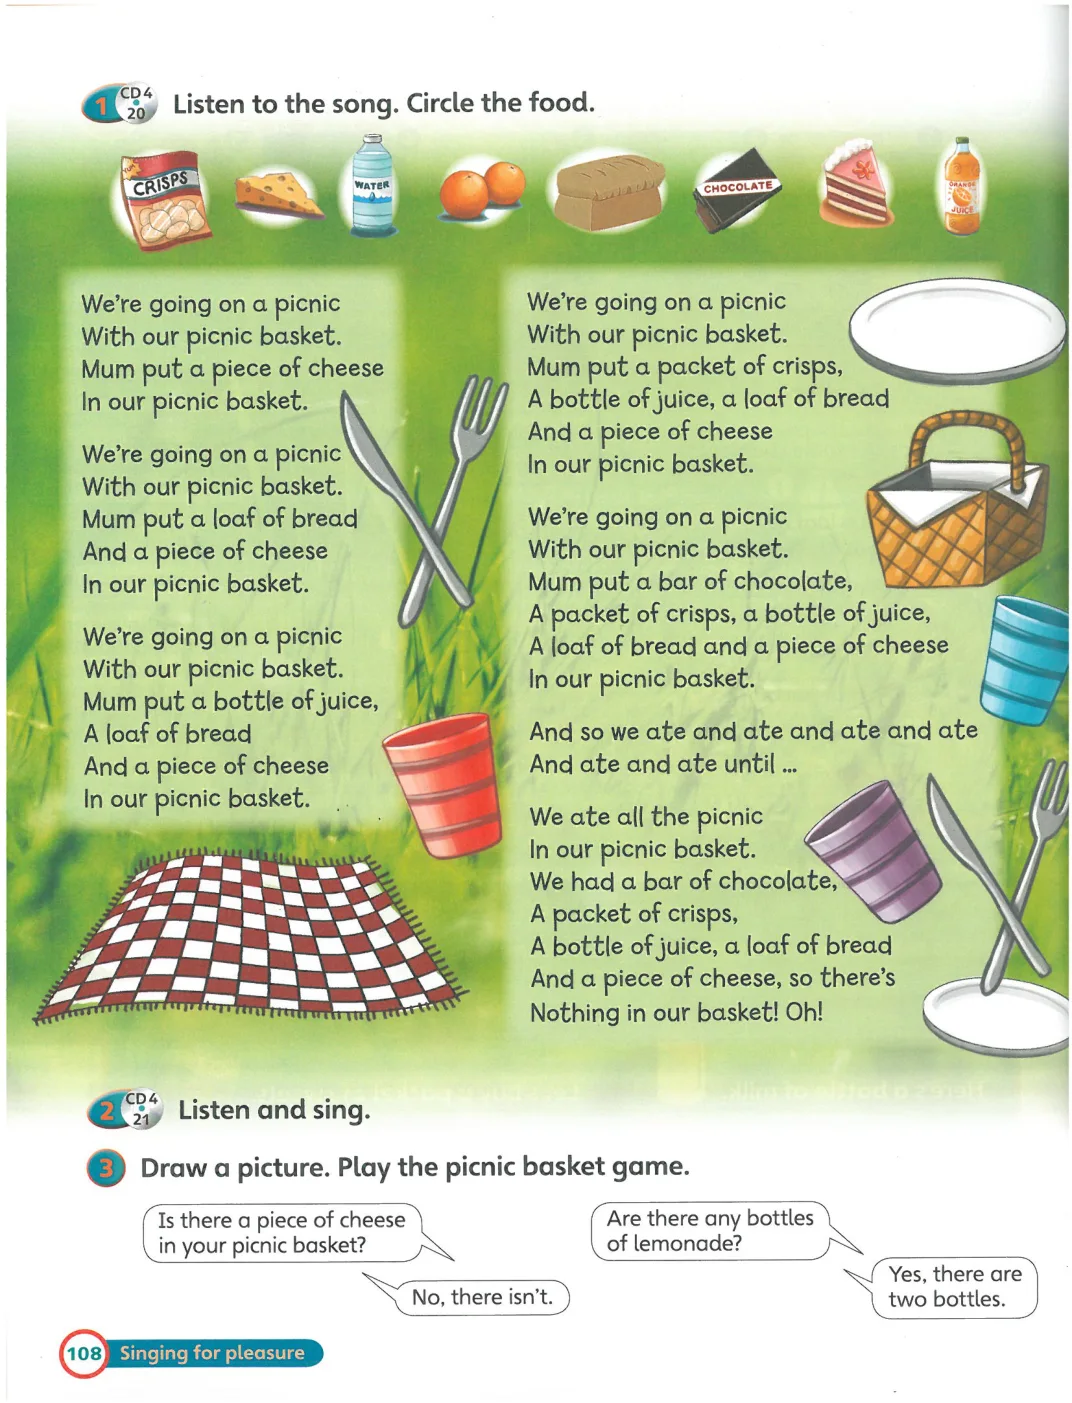 1 CD4 20 Listen to the song. Circle the food.
YUM
CRISPS
WATER
CHOCOLATE
ORANGE
JUICE
We're going on a picnic
With our picnic basket.
Mum put a piece of cheese
In our picnic basket.
We're going on a picnic
With our picnic basket.
Mum put a loaf of bread
And a piece of cheese
In our picnic basket.
We're going on a picnic
With our picnic basket.
Mum put a bottle of juice,
A loaf of bread
And a piece of cheese
In our picnic basket.
We're going on a picnic
With our picnic basket.
Mum put a packet of crisps,
A bottle of juice, a loaf of bread
And a piece of cheese
In our picnic basket.
We're going on a picnic
With our picnic basket.
Mum put a bar of chocolate,
A packet of crisps, a bottle of juice,
A loaf of bread and a piece of cheese
In our picnic basket.
And so we ate and ate and ate and ate
And ate and ate until ...
We ate all the picnic
In our picnic basket.
We had a bar of chocolate,
A packet of crisps,
A bottle of juice, a loaf of bread
And a piece of cheese, so there's
Nothing in our basket! Oh!
2 CD4 21 Listen and sing.
3 Draw a picture. Play the picnic basket game.
Is there a piece of cheese
in your picnic basket?
No, there isn't.
Are there any bottles
of lemonade?
Yes, there are
two bottles.
108 Singing for pleasure